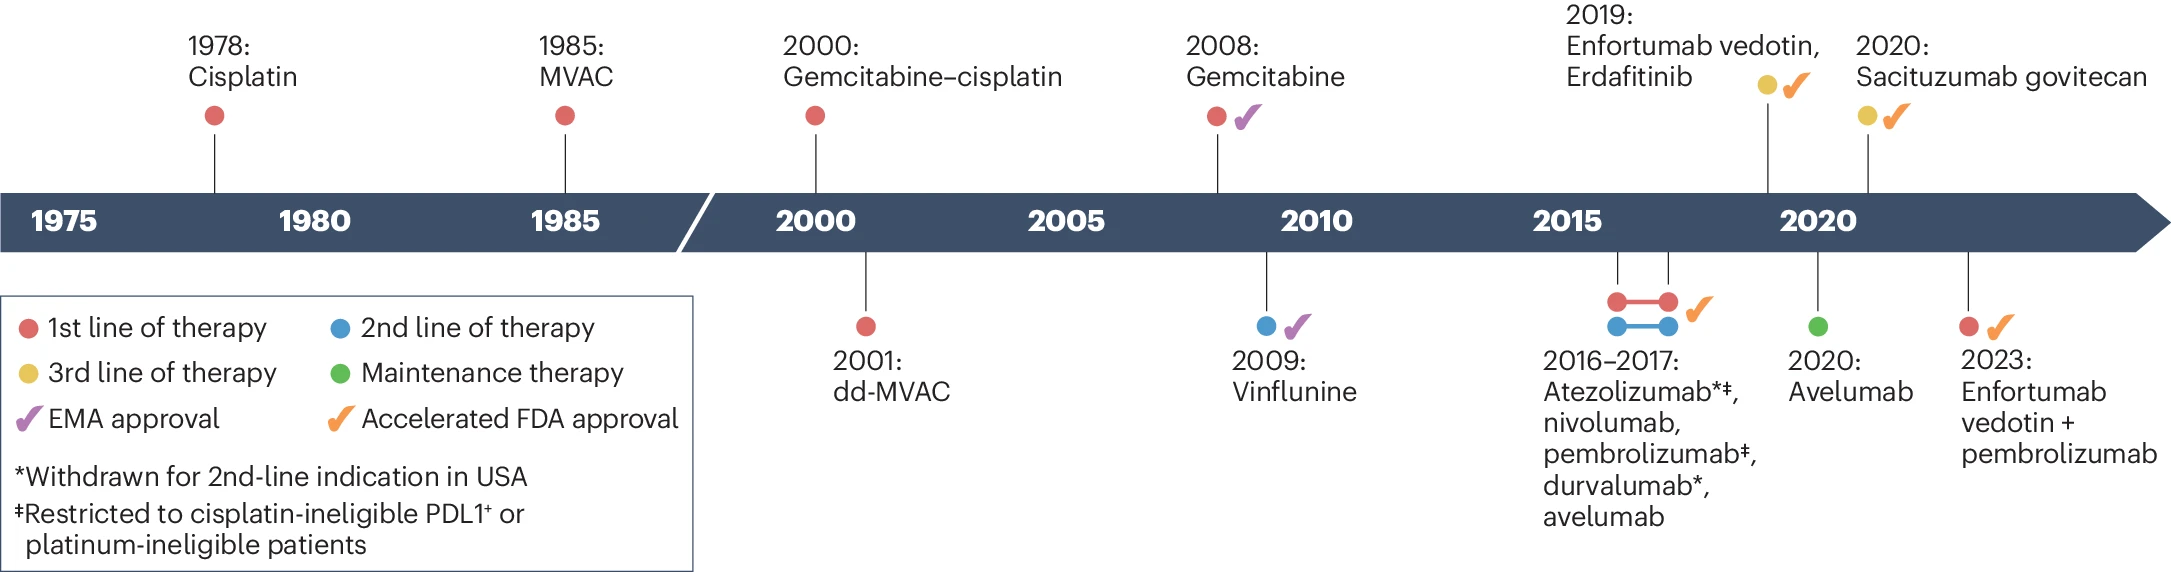 1978:
Cisplatin
1985:
MVAC
2000:
Gemcitabine–cisplatin
2008:
Gemcitabine
2019:
Enfortumab vedotin,
Erdafitinib
2020:
Sacituzumab govitecan
1975 1980 1985 2000 2005 2010 2015 2020
2001:
dd-MVAC
2009:
Vinflunine
2016–2017:
Atezolizumab*‡,
nivolumab,
pembrolizumab‡,
durvalumab*,
avelumab
2020:
Avelumab
2023:
Enfortumab
vedotin +
pembrolizumab
1st line of therapy
2nd line of therapy
3rd line of therapy
Maintenance therapy
EMA approval
Accelerated FDA approval
*Withdrawn for 2nd-line indication in USA
‡Restricted to cisplatin-ineligible PDL1⁺ or
platinum-ineligible patients